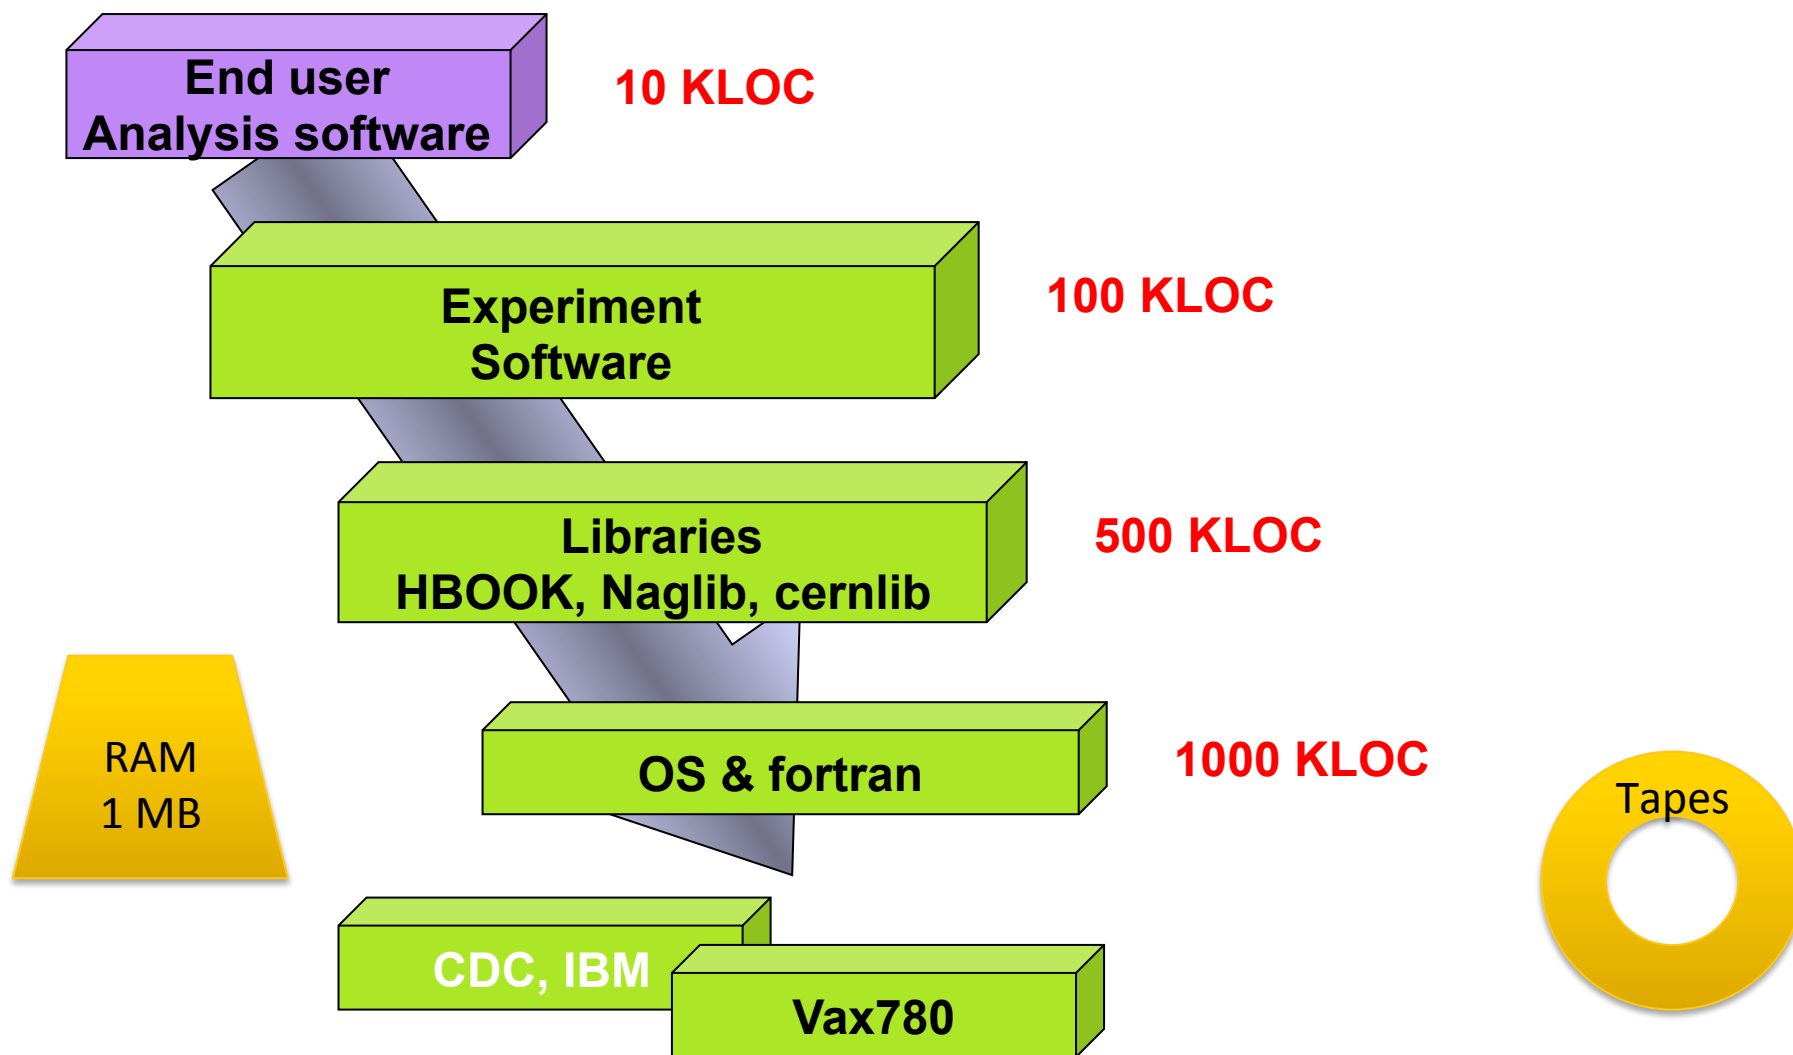 End user
Analysis software
10 KLOC
Experiment
Software
100 KLOC
Libraries
HBOOK, Naglib, cernlib
500 KLOC
RAM
1 MB
OS & fortran
1000 KLOC
Tapes
CDC, IBM
Vax780